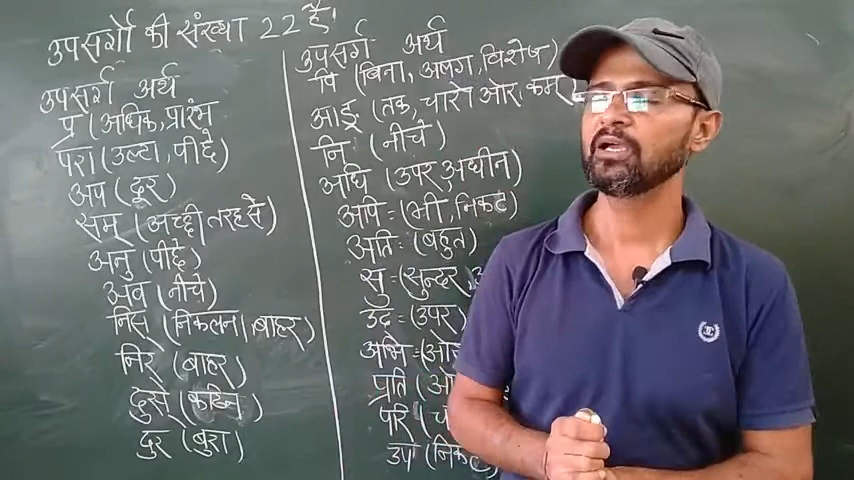 उपसर्गो की संख्या 22 है।
उपसर्ग अर्थ
प्र (अधिक, प्रारंभ
परा (उल्टा, पीछे)
अप (दूर)
सम् (अच्छी तरह से)
अनु (पीछे)
अव (नीचे)
निस् (निकलना, बाहर)
निर् (बाहर)
दुस् (कठिन)
दुर (बुरा)
उपसर्ग अर्थ
वि (बिना, अलग, विशेष)
आङ् (तक, चारो ओर, कम)
नि (नीचे)
अधि (उपर, अधीन)
अपि = (भी, निकट)
अति = (बहुत)
सु = (सुन्दर,
उद = (उपर)
अभि = (ओर
प्रति
परि
उप (निकट)